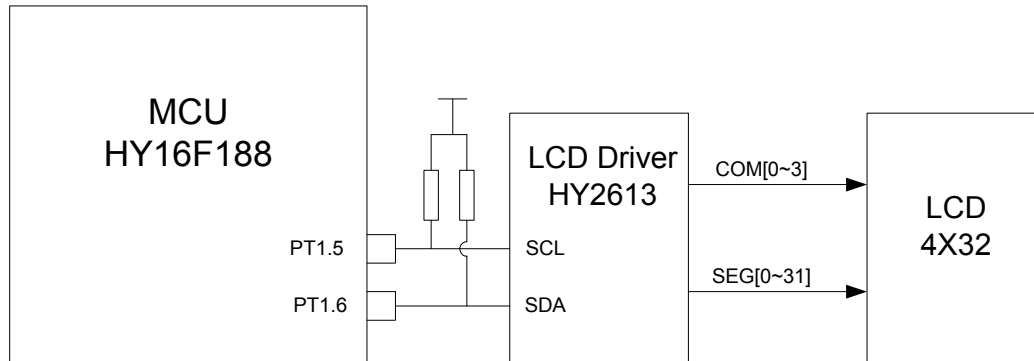 MCU
HY16F188
PT1.5
PT1.6
LCD Driver
HY2613
SCL
SDA
COM[0~3]
SEG[0~31]
LCD
4X32